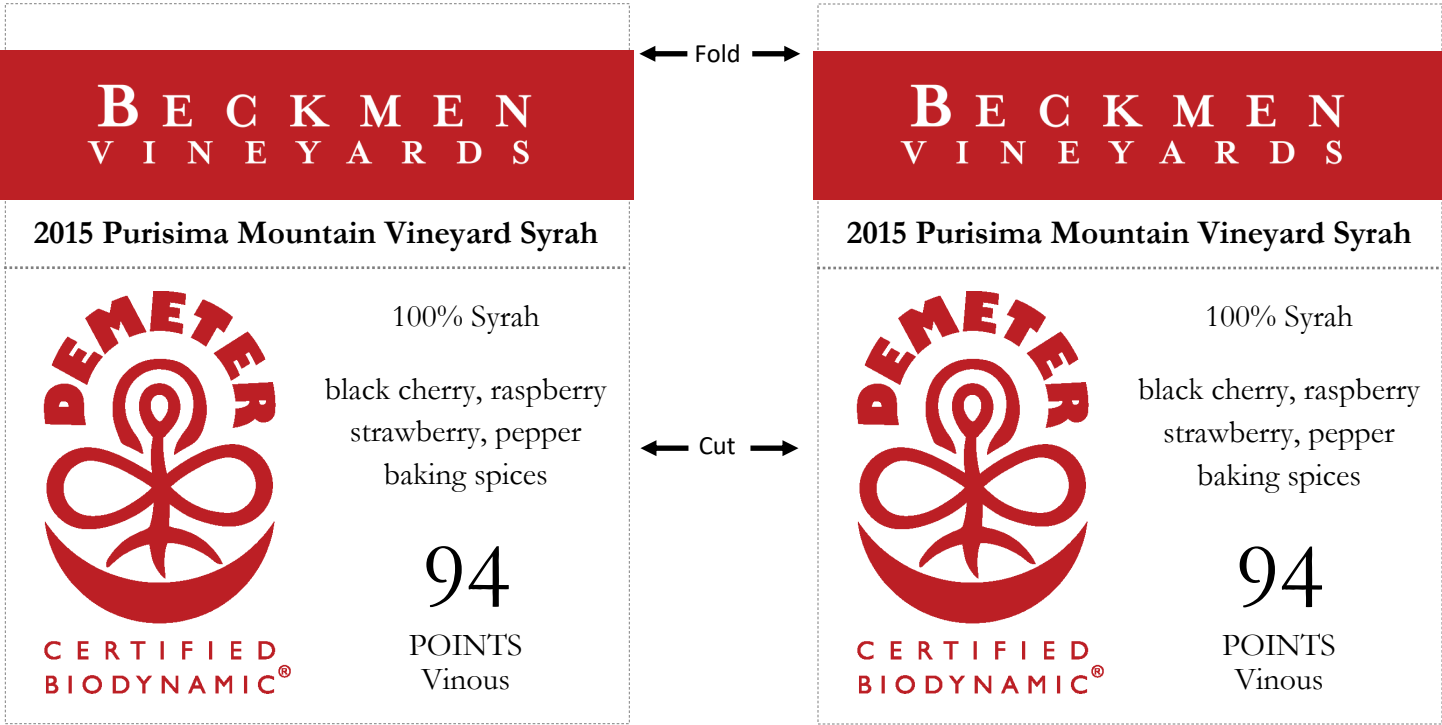 BECKMEN
VINEYARDS
2015 Purisima Mountain Vineyard Syrah
DEMETER
CERTIFIED
BIODYNAMIC®
100% Syrah
black cherry, raspberry
strawberry, pepper
baking spices
94
POINTS
Vinous
Fold
Cut
BECKMEN
VINEYARDS
2015 Purisima Mountain Vineyard Syrah
DEMETER
CERTIFIED
BIODYNAMIC®
100% Syrah
black cherry, raspberry
strawberry, pepper
baking spices
94
POINTS
Vinous